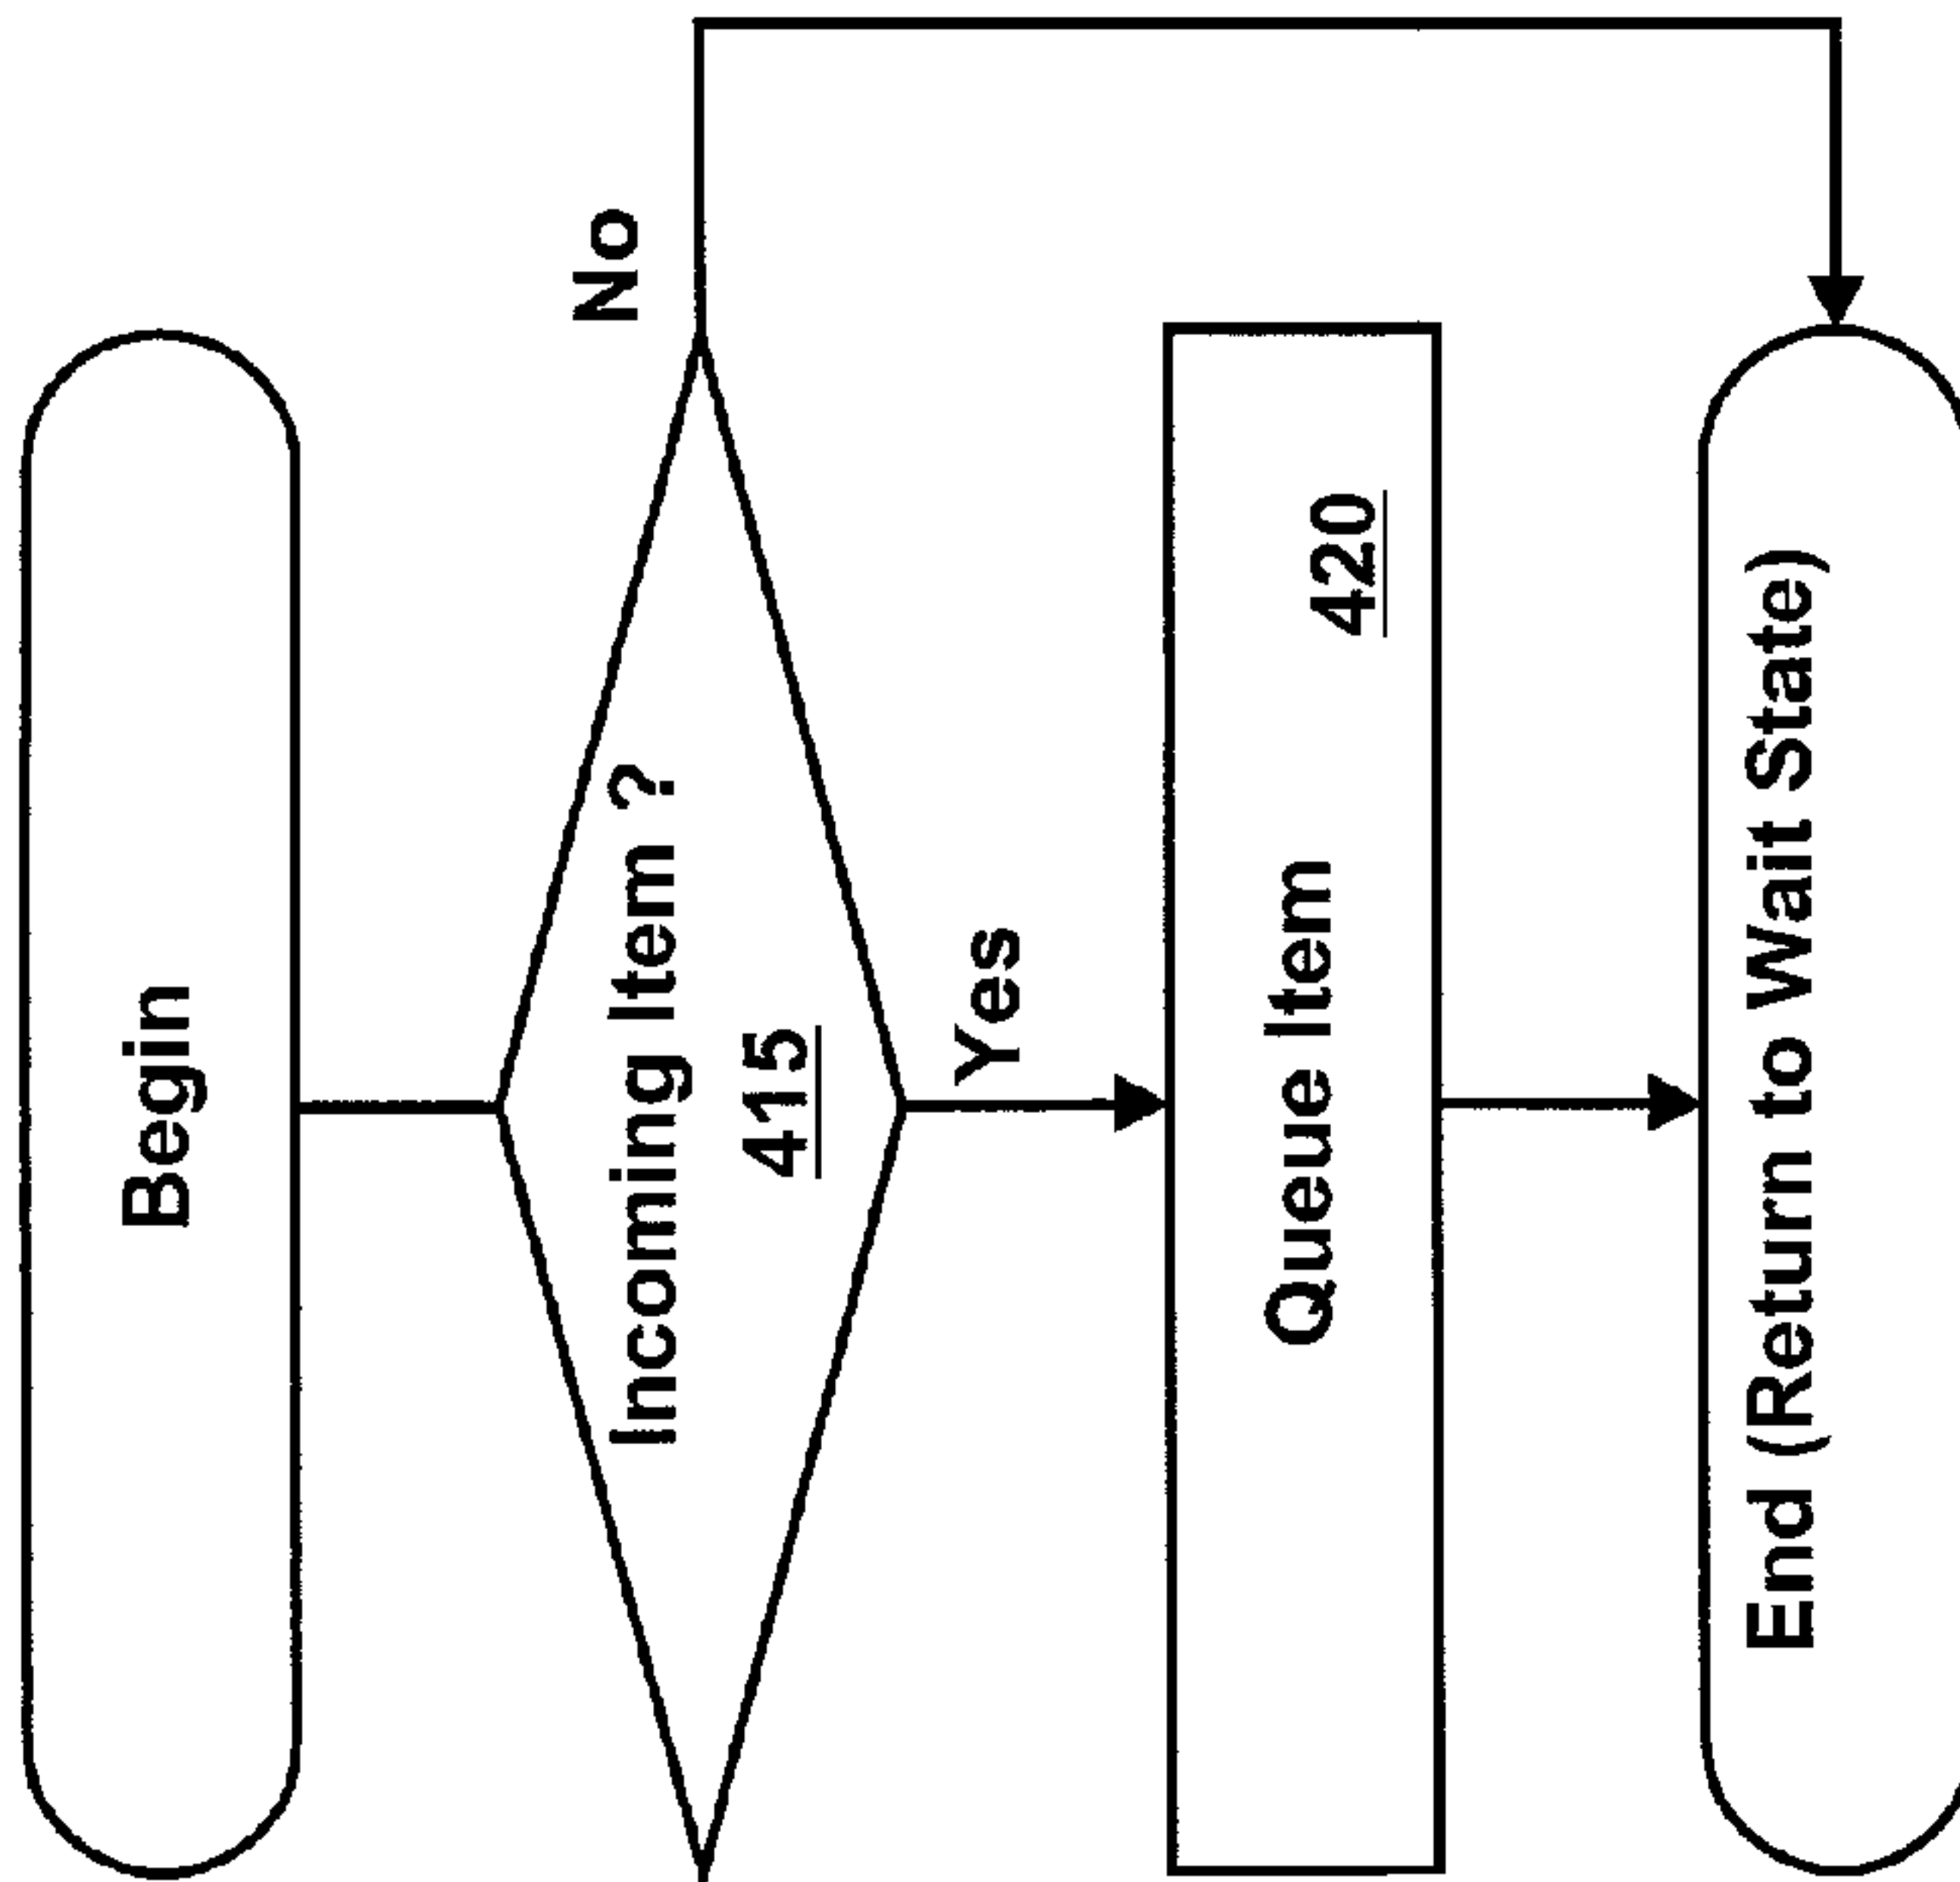 Begin
Incoming Item ?
415
No
Yes
Queue Item
420
End (Return to Wait State)